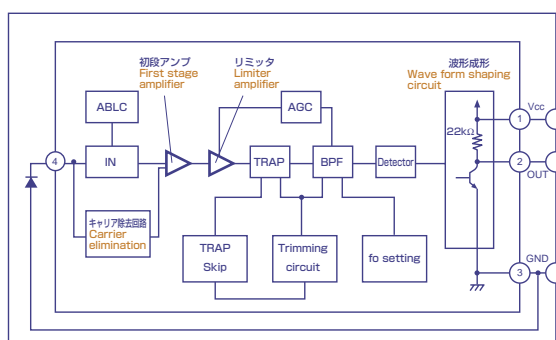 初段アンプ
First stage
amplifier
リミッタ
Limiter
amplifier
波形成形
Wave form shaping
circuit
ABLC
AGC
Vcc
1
22kΩ
4
IN
TRAP
BPF
Detector
2
OUT
キャリア除去回路
Carrier
elimination
TRAP
Skip
Trimming
circuit
fo setting
GND
3